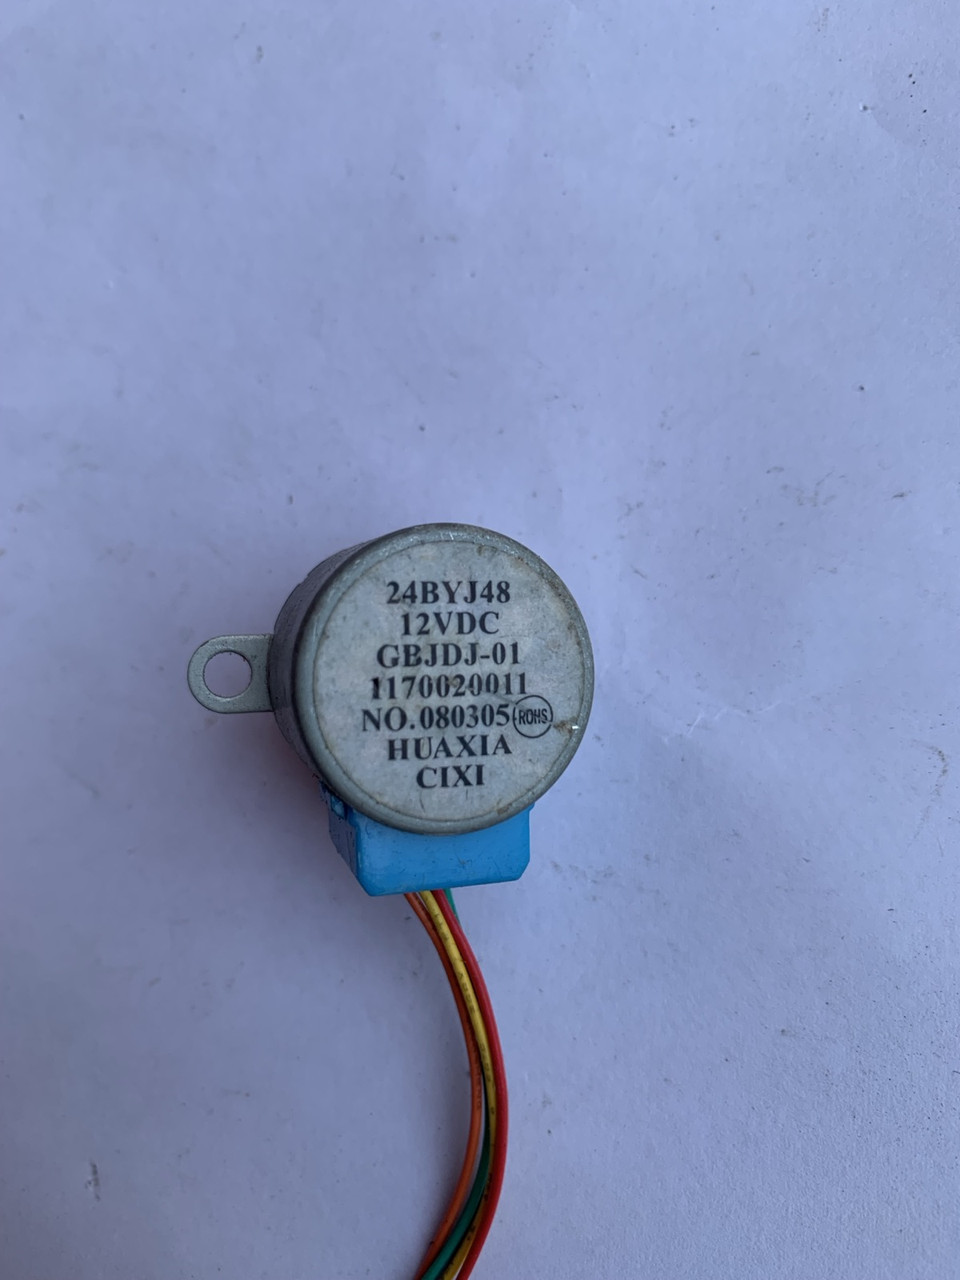 24BYJ48
12VDC
GBJDJ-01
1170020011
NO.080305 ROHS
HUAXIA
CIXI